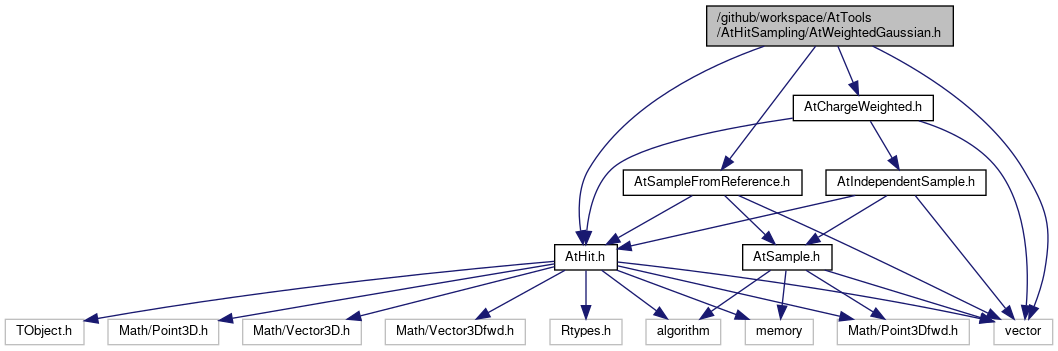 /github/workspace/AtTools
/AtHitSampling/AtWeightedGaussian.h
AtChargeWeighted.h
AtSampleFromReference.h
AtIndependentSample.h
AtHit.h
AtSample.h
TObject.h
Math/Point3D.h
Math/Vector3D.h
Math/Vector3Dfwd.h
Rtypes.h
algorithm
memory
Math/Point3Dfwd.h
vector